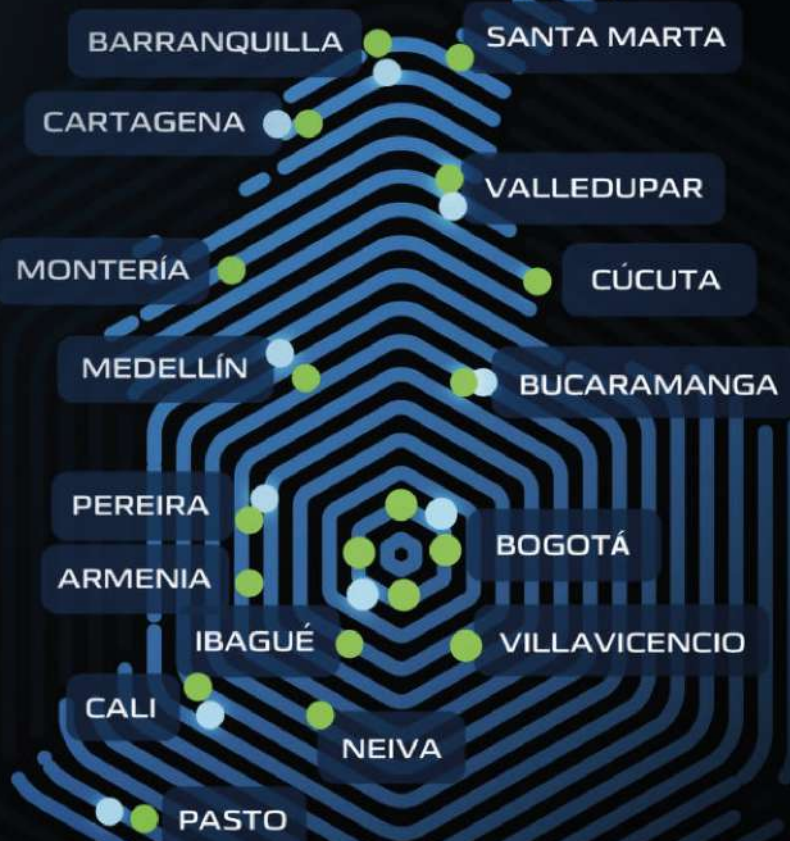 BARRANQUILLA
SANTA MARTA
CARTAGENA
VALLEDUPAR
MONTERÍA
CÚCUTA
MEDELLÍN
BUCARAMANGA
PEREIRA
BOGOTÁ
ARMENIA
IBAGUÉ
VILLAVICENCIO
CALI
NEIVA
PASTO